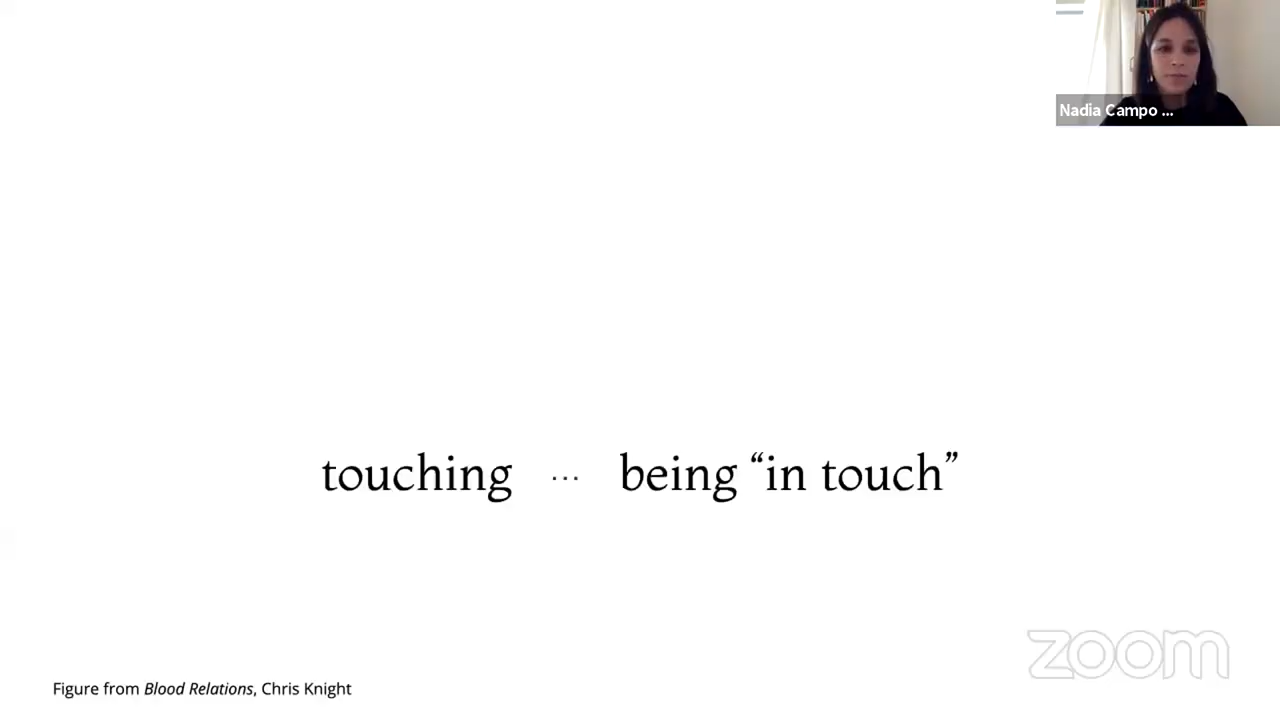 Nadia Campo ...
touching ... being “in touch”
zoom
Figure from Blood Relations, Chris Knight